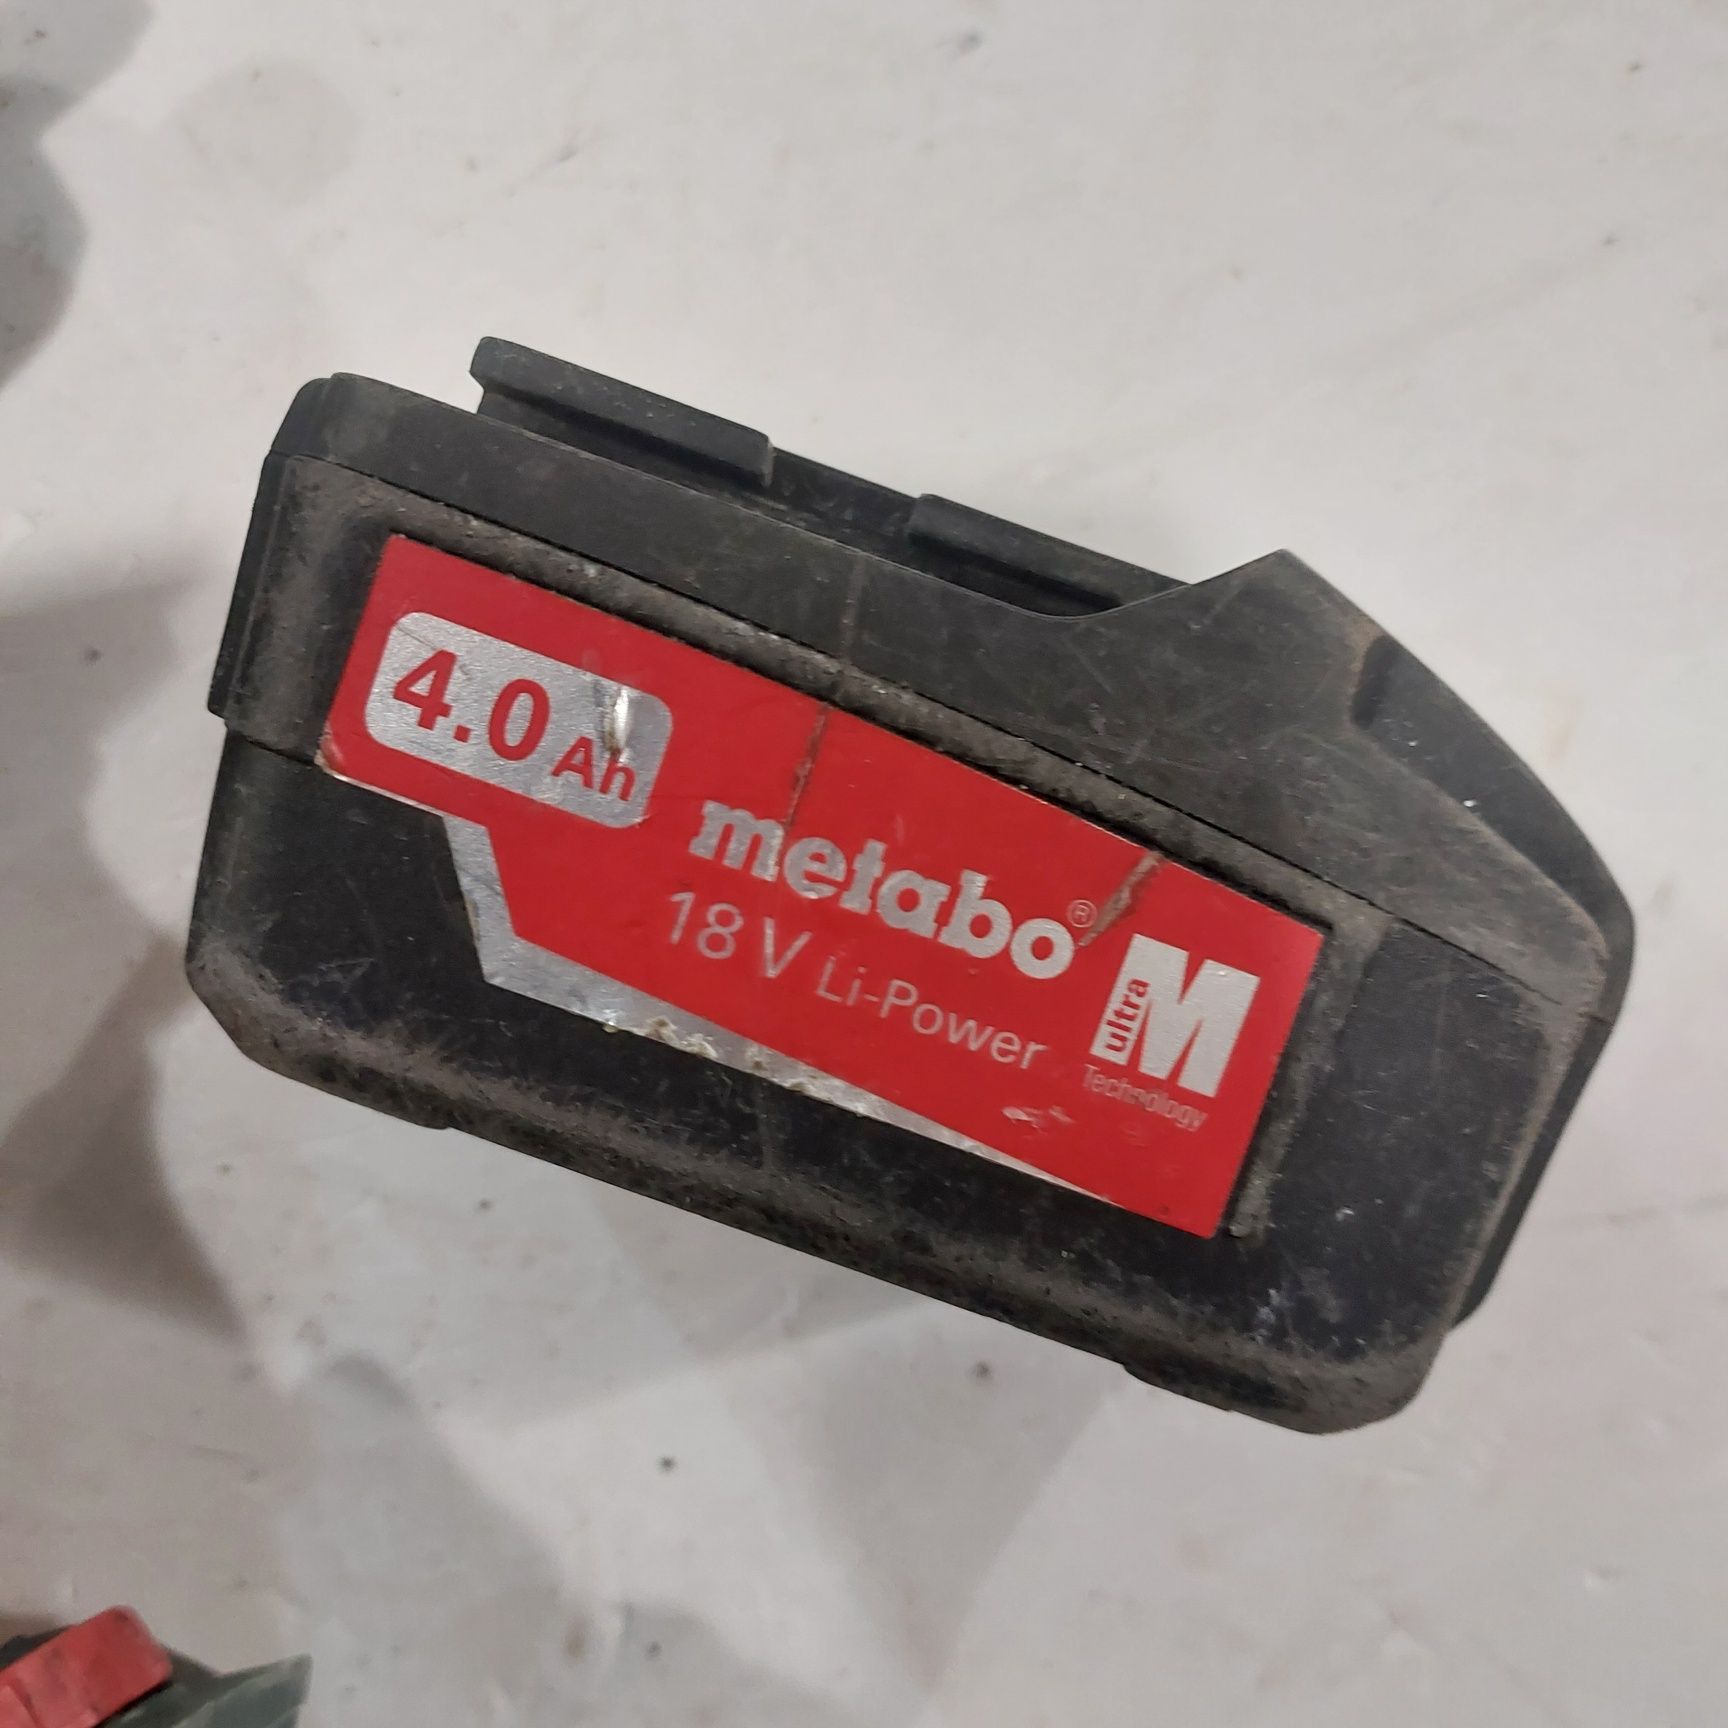 4.0 Ah
metabo®
18 V Li-Power
ultra M
Technology